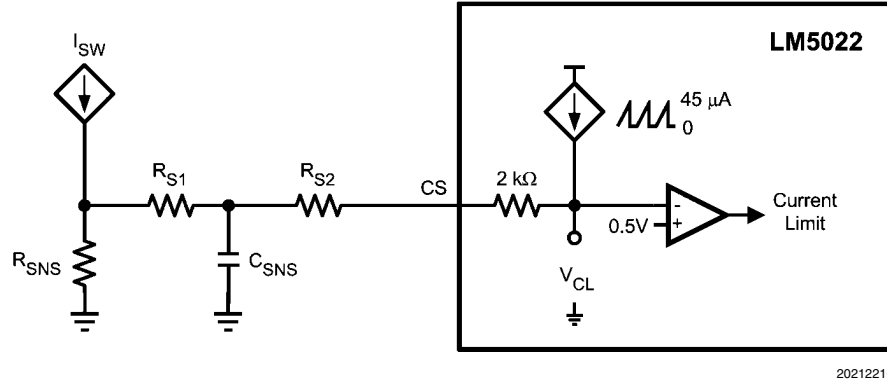 LM5022
I_SW
45 μA
0
R_S1
R_S2
CS
2 kΩ
-
+
0.5V
Current
Limit
R_SNS
C_SNS
V_CL
2021221